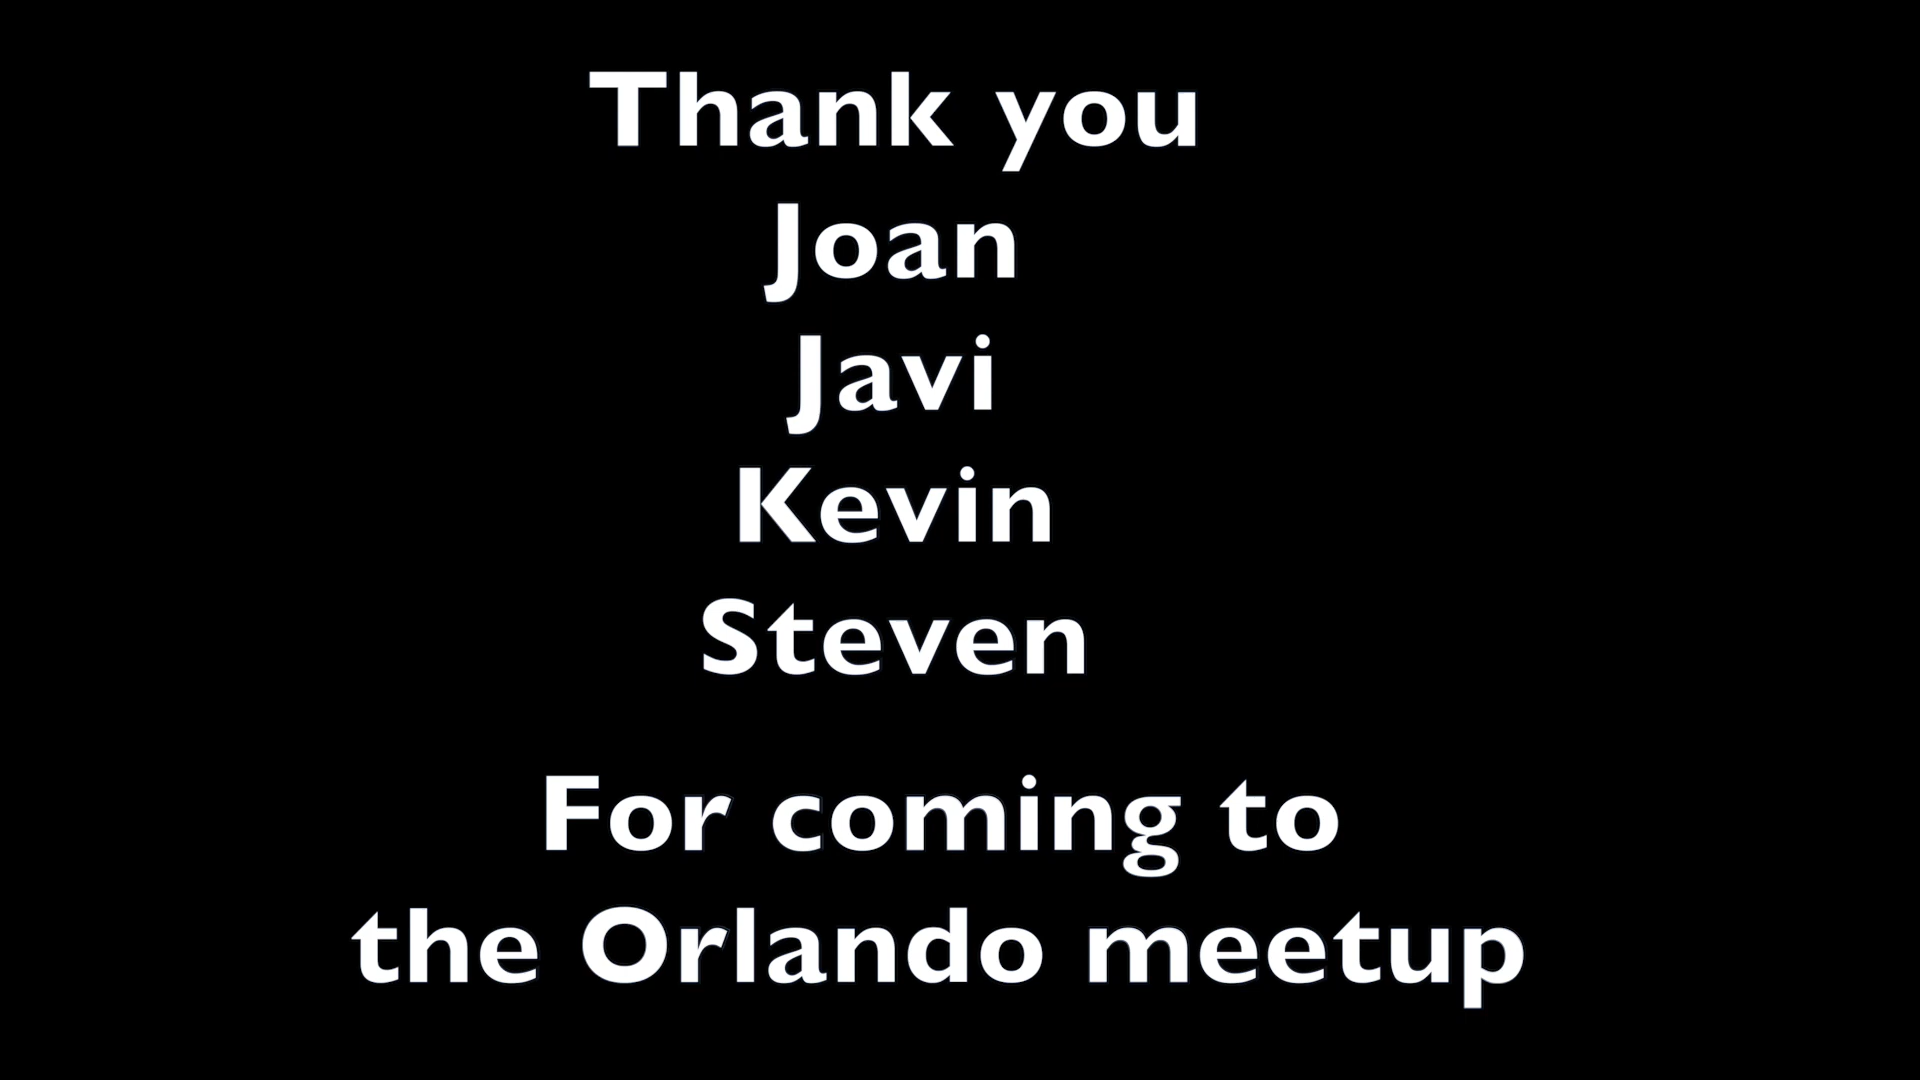 Thank you
Joan
Javi
Kevin
Steven
For coming to
the Orlando meetup